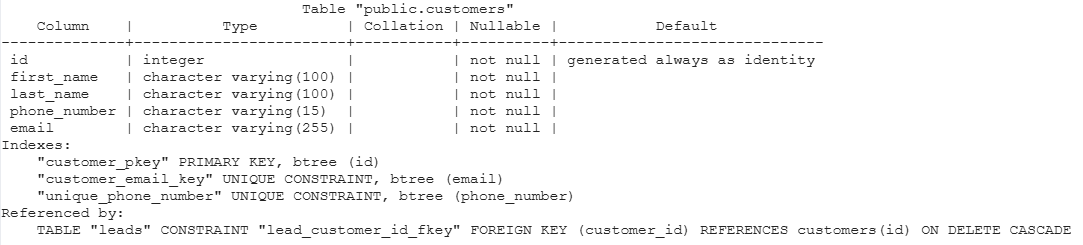 Table "public.customers"
Column | Type | Collation | Nullable | Default
--------------+------------------------+-----------+----------+------------------------------
id | integer | | not null | generated always as identity
first_name | character varying(100) | | not null |
last_name | character varying(100) | | not null |
phone_number | character varying(15) | | not null |
email | character varying(255) | | not null |
Indexes:
"customer_pkey" PRIMARY KEY, btree (id)
"customer_email_key" UNIQUE CONSTRAINT, btree (email)
"unique_phone_number" UNIQUE CONSTRAINT, btree (phone_number)
Referenced by:
TABLE "leads" CONSTRAINT "lead_customer_id_fkey" FOREIGN KEY (customer_id) REFERENCES customers(id) ON DELETE CASCADE